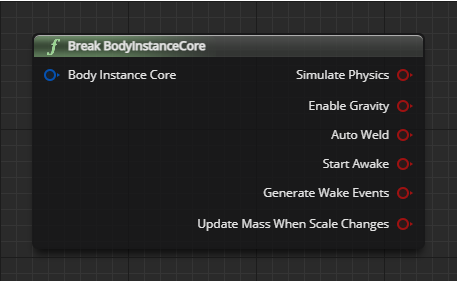 Break BodyInstanceCore
Body Instance Core
Simulate Physics
Enable Gravity
Auto Weld
Start Awake
Generate Wake Events
Update Mass When Scale Changes